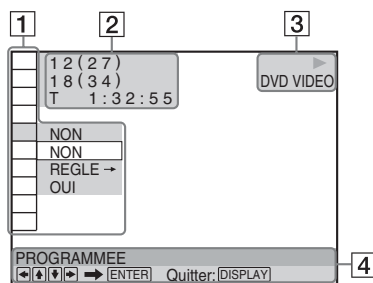 1 2 3
12(27)
18(34)
T 1:32:55
DVD VIDEO
NON
NON
REGLE →
OUI
PROGRAMMEE
ENTER Quitter: DISPLAY
4